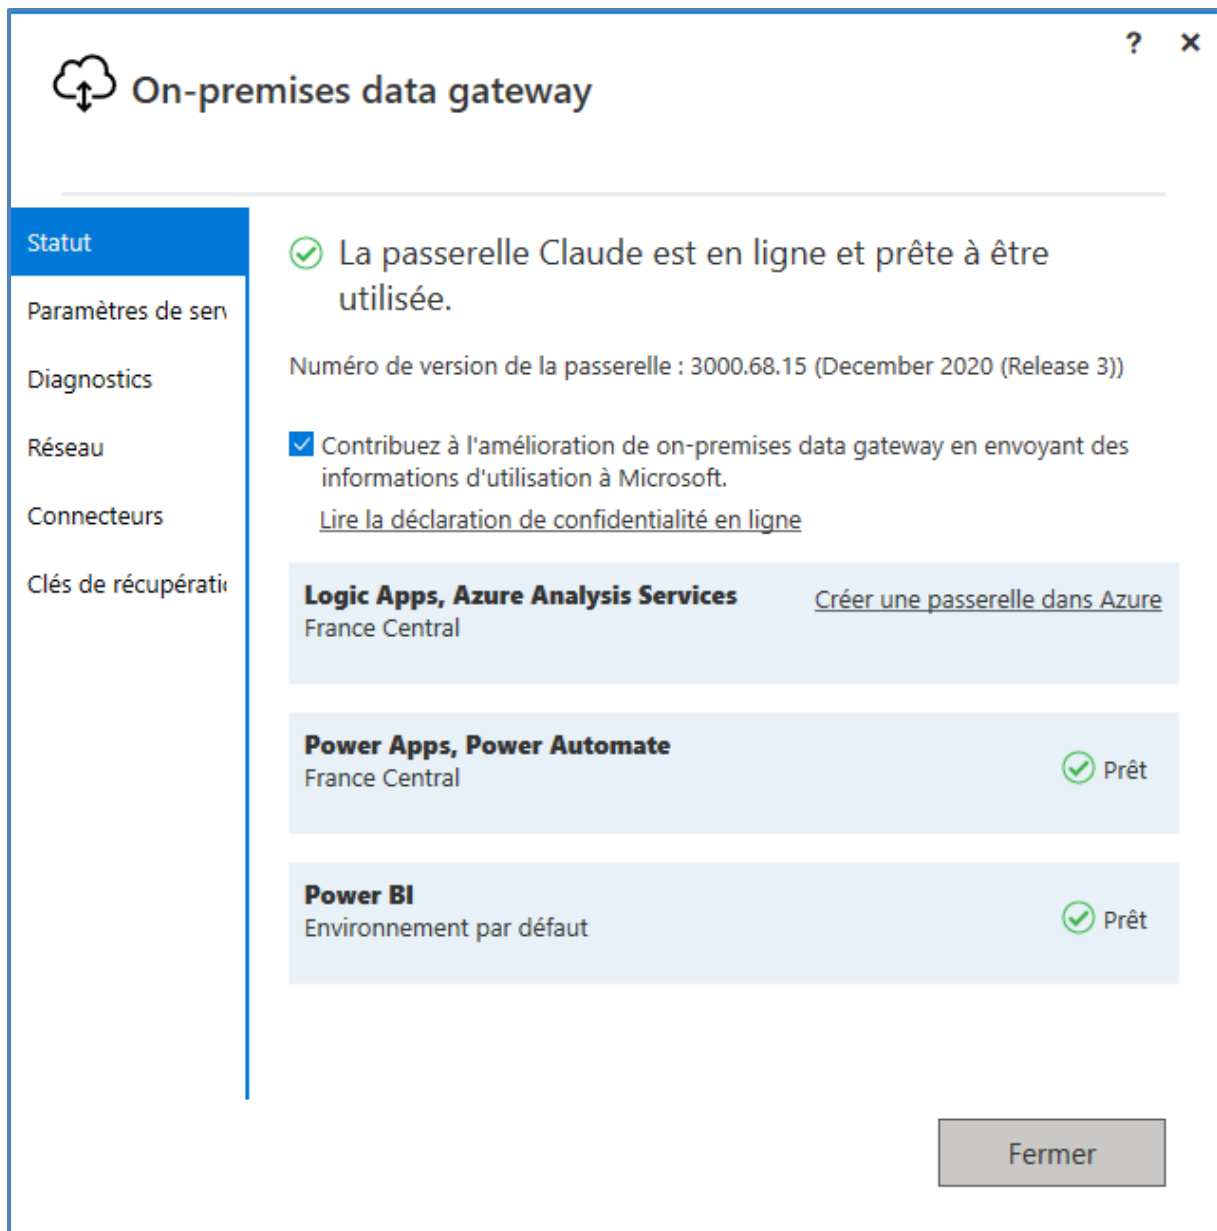 ? ×
On-premises data gateway
Statut
Paramètres de serv
Diagnostics
Réseau
Connecteurs
Clés de récupératio
La passerelle Claude est en ligne et prête à être
utilisée.
Numéro de version de la passerelle : 3000.68.15 (December 2020 (Release 3))
Contribuez à l'amélioration de on-premises data gateway en envoyant des
informations d'utilisation à Microsoft.
Lire la déclaration de confidentialité en ligne
Logic Apps, Azure Analysis Services
Créer une passerelle dans Azure
France Central
Power Apps, Power Automate
France Central
Prêt
Power BI
Environnement par défaut
Prêt
Fermer